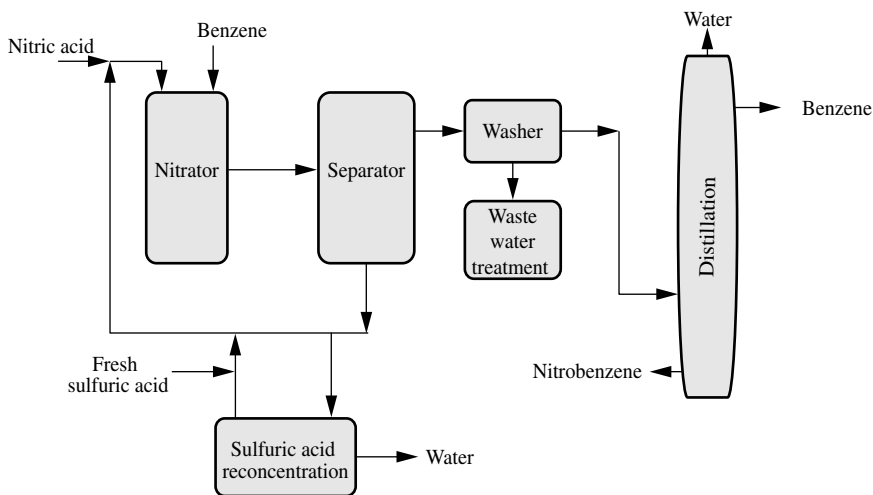 Water
Benzene
Nitric acid
Benzene
Washer
Nitrator
Separator
Waste
water
treatment
Distillation
Fresh
sulfuric acid
Nitrobenzene
Sulfuric acid
reconcentration
Water